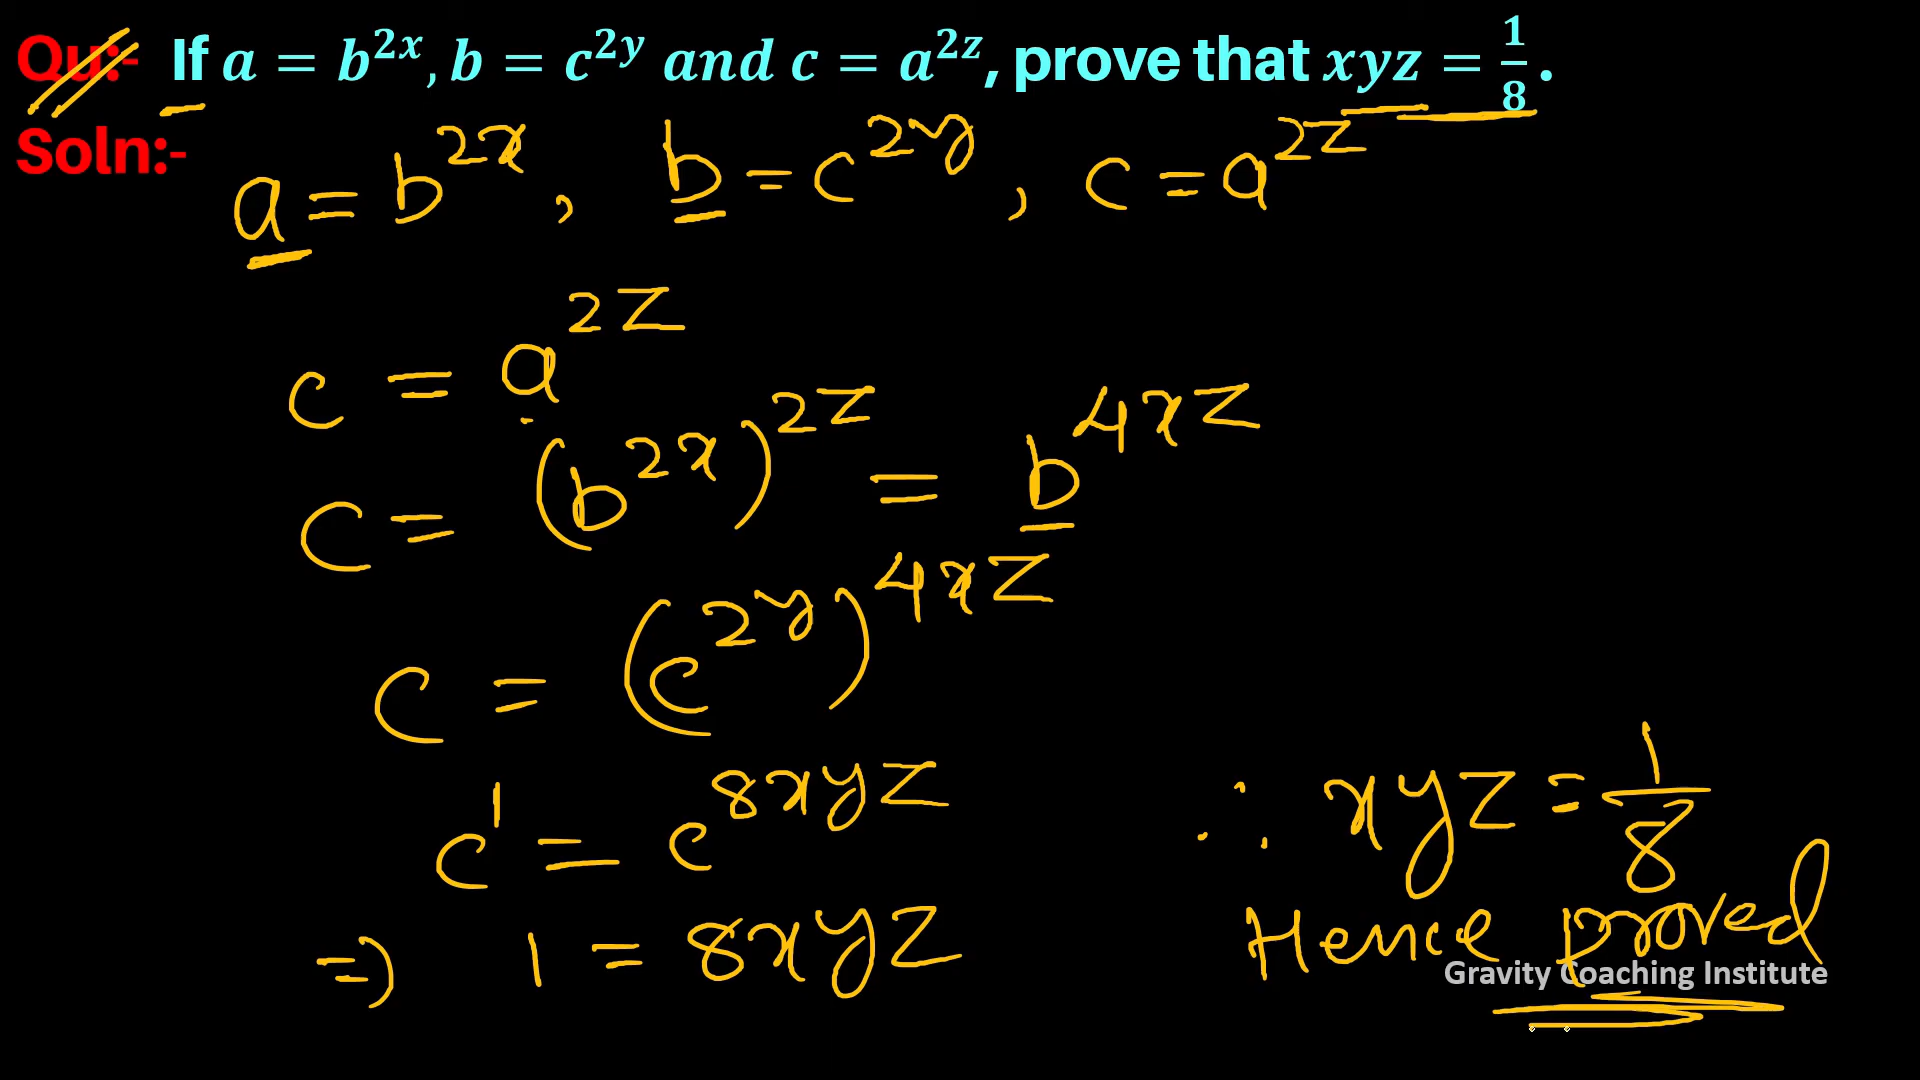 Qu:- If a = b^{2x}, b = c^{2y} and c = a^{2z}, prove that xyz = 1/8.
Soln:-
a = b^{2x}, b = c^{2y}, c = a^{2z}
c = a^{2z}
c = (b^{2x})^{2z} = b^{4xz}
c = (c^{2y})^{4xz}
c^1 = c^{8xyz}
⇒ 1 = 8xyz
∴ xyz = 1/8
Hence proved
Gravity Coaching Institute